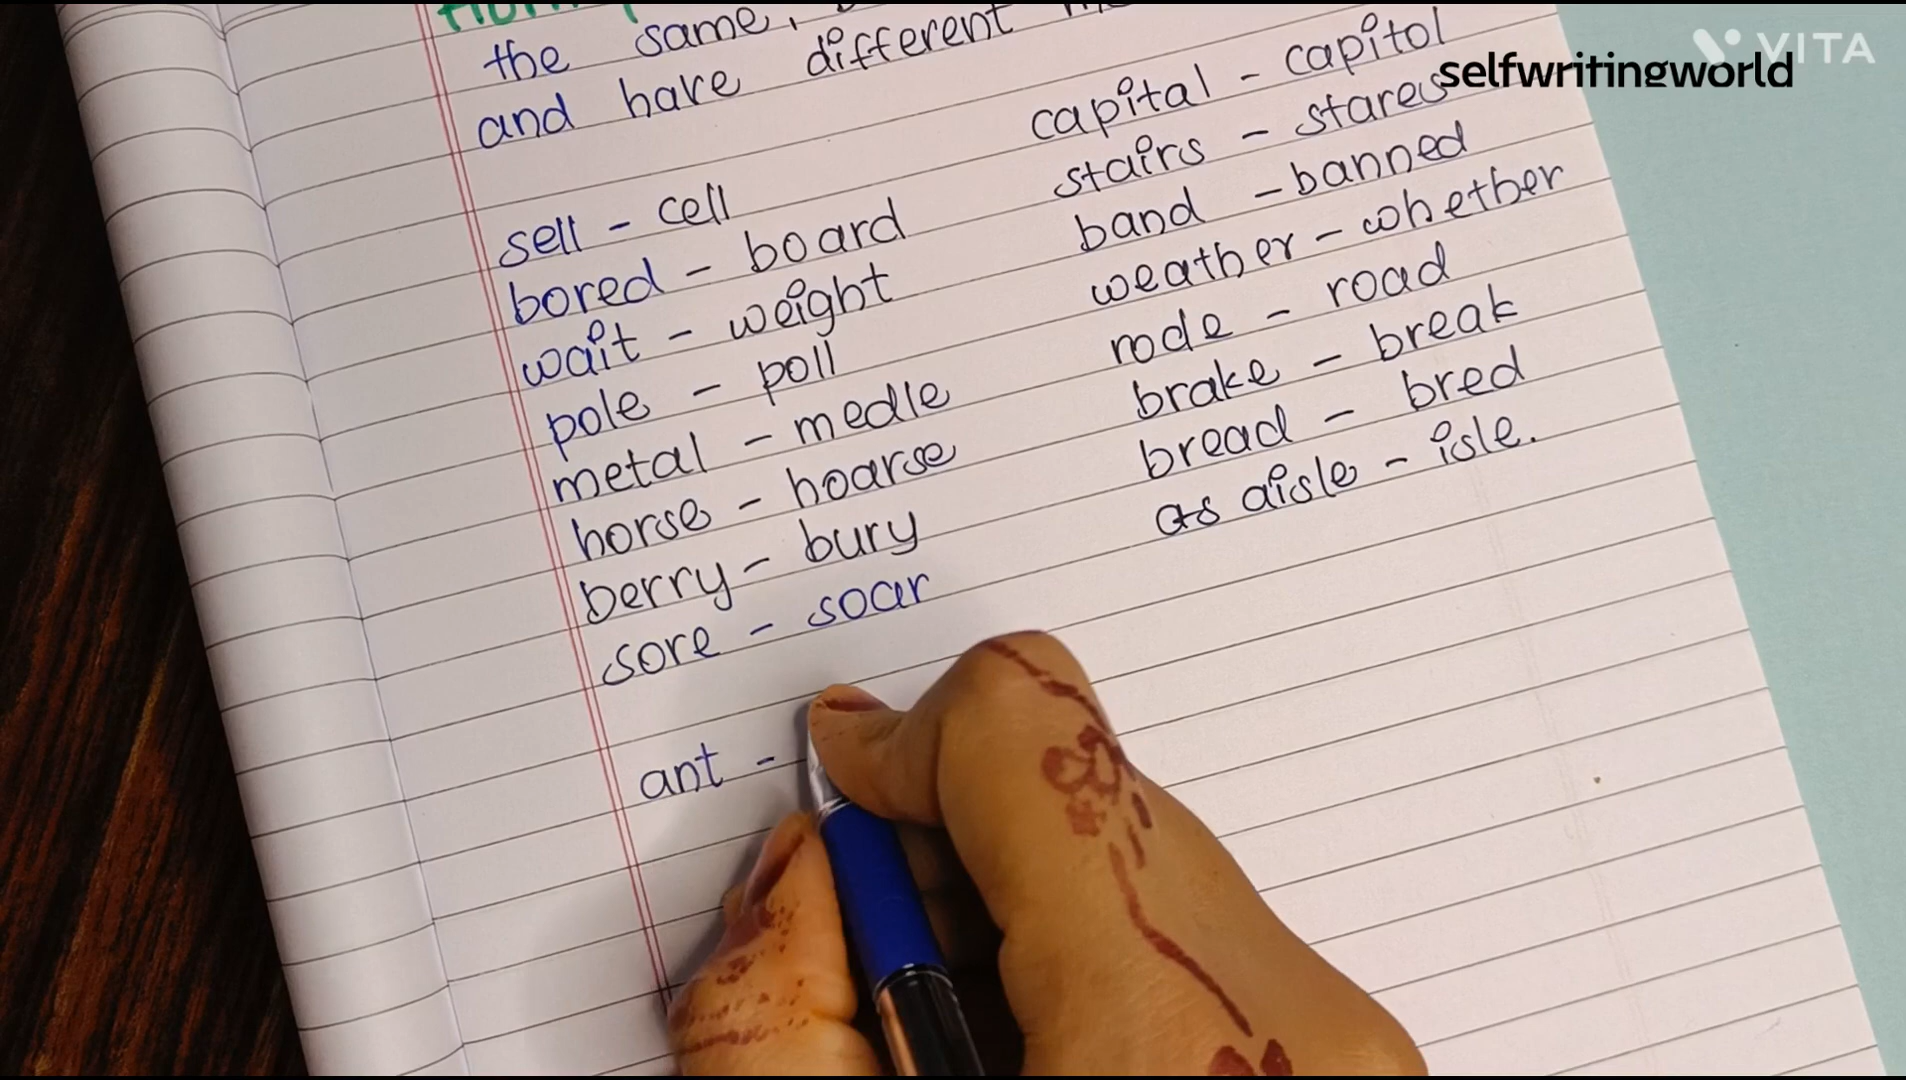 the same,
and have different
sell - cell
bored - board
wait - weight
pole - poll
metal - medle
horse - hoarse
berry - bury
sore - soar
ant -
capital - capitol
stairs - stares
band - banned
weather - whether
rode - road
brake - break
bread - bred
as aisle - isle.
VITA
selfwritingworld